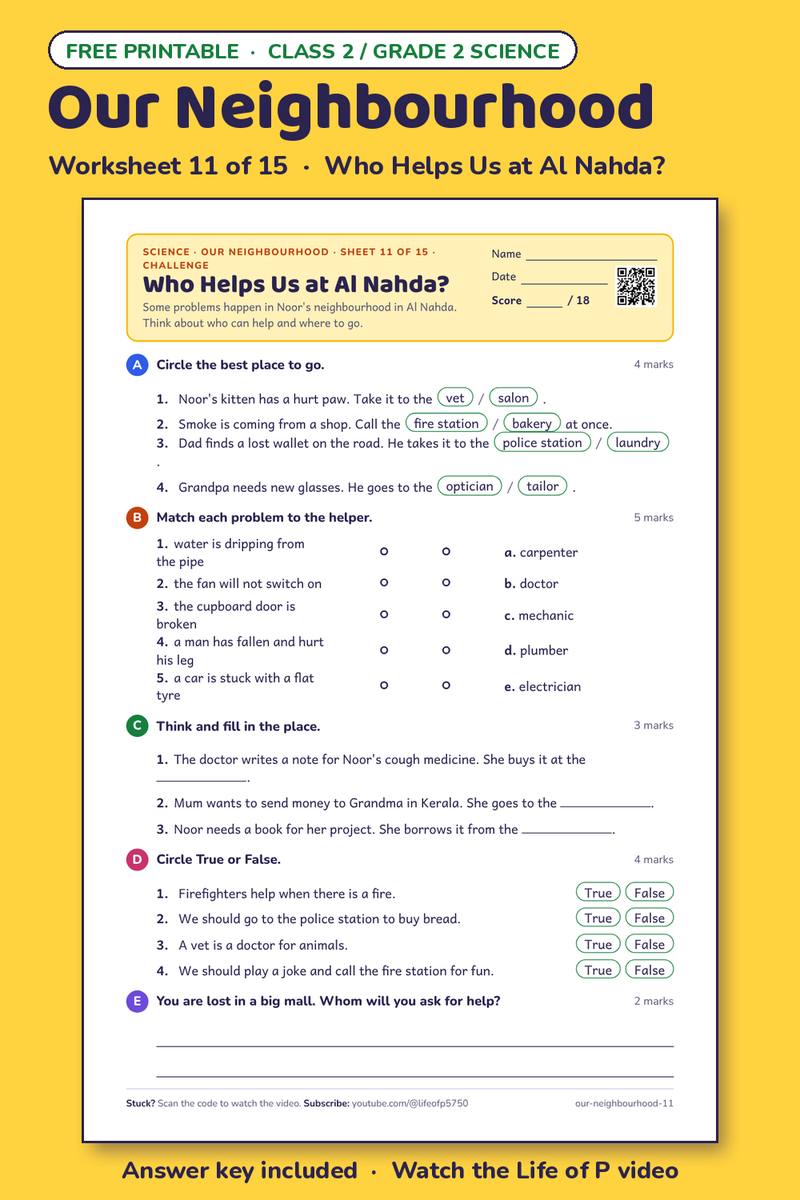 FREE PRINTABLE · CLASS 2 / GRADE 2 SCIENCE
Our Neighbourhood
Worksheet 11 of 15 · Who Helps Us at Al Nahda?
SCIENCE · OUR NEIGHBOURHOOD · SHEET 11 OF 15 ·
CHALLENGE
Who Helps Us at Al Nahda?
Some problems happen in Noor's neighbourhood in Al Nahda.
Think about who can help and where to go.
Name
Date
Score / 18
A Circle the best place to go. 4 marks
1. Noor's kitten has a hurt paw. Take it to the vet / salon .
2. Smoke is coming from a shop. Call the fire station / bakery at once.
3. Dad finds a lost wallet on the road. He takes it to the police station / laundry
.
4. Grandpa needs new glasses. He goes to the optician / tailor .
B Match each problem to the helper. 5 marks
1. water is dripping from
the pipe
a. carpenter
2. the fan will not switch on
b. doctor
3. the cupboard door is
broken
c. mechanic
4. a man has fallen and hurt
his leg
d. plumber
5. a car is stuck with a flat
tyre
e. electrician
C Think and fill in the place. 3 marks
1. The doctor writes a note for Noor's cough medicine. She buys it at the
____________.
2. Mum wants to send money to Grandma in Kerala. She goes to the ____________.
3. Noor needs a book for her project. She borrows it from the ____________.
D Circle True or False. 4 marks
1. Firefighters help when there is a fire. True False
2. We should go to the police station to buy bread. True False
3. A vet is a doctor for animals. True False
4. We should play a joke and call the fire station for fun. True False
E You are lost in a big mall. Whom will you ask for help? 2 marks
Stuck? Scan the code to watch the video. Subscribe: youtube.com/@lifeofp5750
our-neighbourhood-11
Answer key included · Watch the Life of P video